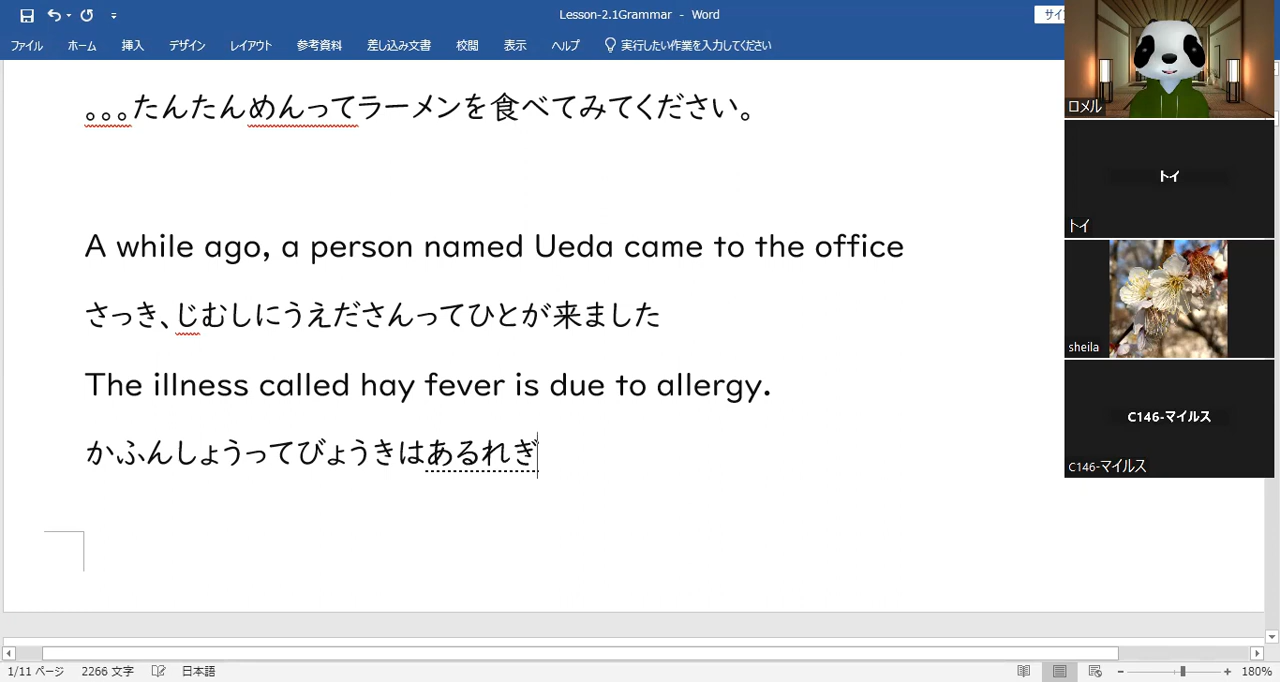 Lesson-2.1Grammar - Word
サイ
ファイル ホーム 挿入 デザイン レイアウト 参考資料 差し込み文書 校閲 表示 ヘルプ 実行したい作業を入力してください
。。。たんたんめんってラーメンを食べてみてください。
A while ago, a person named Ueda came to the office
さっき、じむしにうえださんってひとが来ました
The illness called hay fever is due to allergy.
かふんしょうってびょうきはあるれぎ
ロメル
トイ
トイ
sheila
C146-マイルス
C146-マイルス
1/11 ページ 2266 文字 日本語 180%